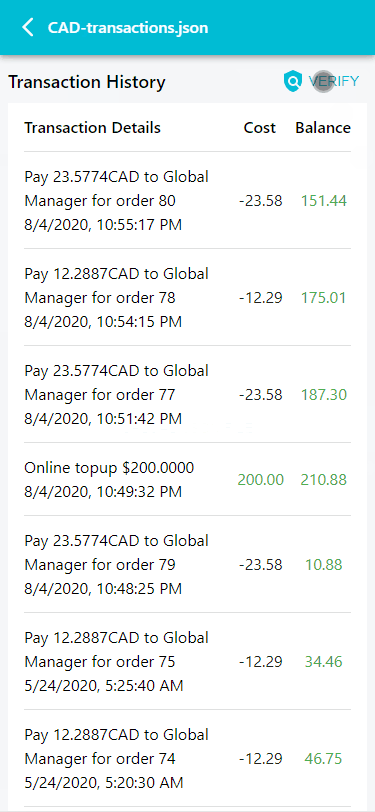 CAD-transactions.json
Transaction History
VERIFY
Transaction Details Cost Balance
Pay 23.5774CAD to Global
Manager for order 80 -23.58 151.44
8/4/2020, 10:55:17 PM
Pay 12.2887CAD to Global
Manager for order 78 -12.29 175.01
8/4/2020, 10:54:15 PM
Pay 23.5774CAD to Global
Manager for order 77 -23.58 187.30
8/4/2020, 10:51:42 PM
Online topup $200.0000 200.00 210.88
8/4/2020, 10:49:32 PM
Pay 23.5774CAD to Global
Manager for order 79 -23.58 10.88
8/4/2020, 10:48:25 PM
Pay 12.2887CAD to Global
Manager for order 75 -12.29 34.46
5/24/2020, 5:25:40 AM
Pay 12.2887CAD to Global
Manager for order 74 -12.29 46.75
5/24/2020, 5:20:30 AM